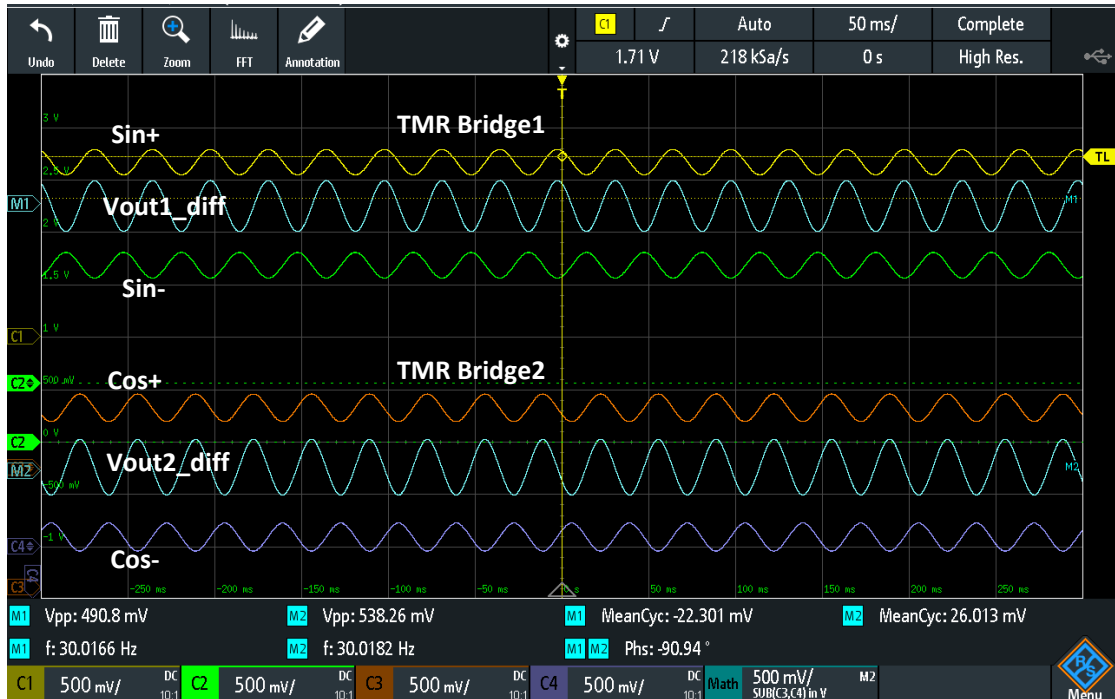 Undo
Delete
Zoom
FFT
Annotation
C1
Auto
50 ms/
Complete
1.71 V
218 kSa/s
0 s
High Res.
T
3 V
Sin+
TMR Bridge1
TL
M1
Vout1_diff
M1
2 V
1.5 V
Sin-
1 V
C1
TMR Bridge2
C2
500 mV
Cos+
0 V
C2
Vout2_diff
M2
M2
-500 mV
C4
-1 V
Cos-
C4
C3
-250 ms
-200 ms
-150 ms
-100 ms
-50 ms
50 ms
100 ms
150 ms
200 ms
250 ms
M1 Vpp: 490.8 mV
M2 Vpp: 538.26 mV
M1 MeanCyc: -22.301 mV
M2 MeanCyc: 26.013 mV
M1 f: 30.0166 Hz
M2 f: 30.0182 Hz
M1 M2 Phs: -90.94 °
C1 500 mV/ DC 10:1
C2 500 mV/ DC 10:1
C3 500 mV/ DC 10:1
C4 500 mV/ DC 10:1
Math 500 mV/ M2
SUB(C3,C4) in V
R&S
Menu